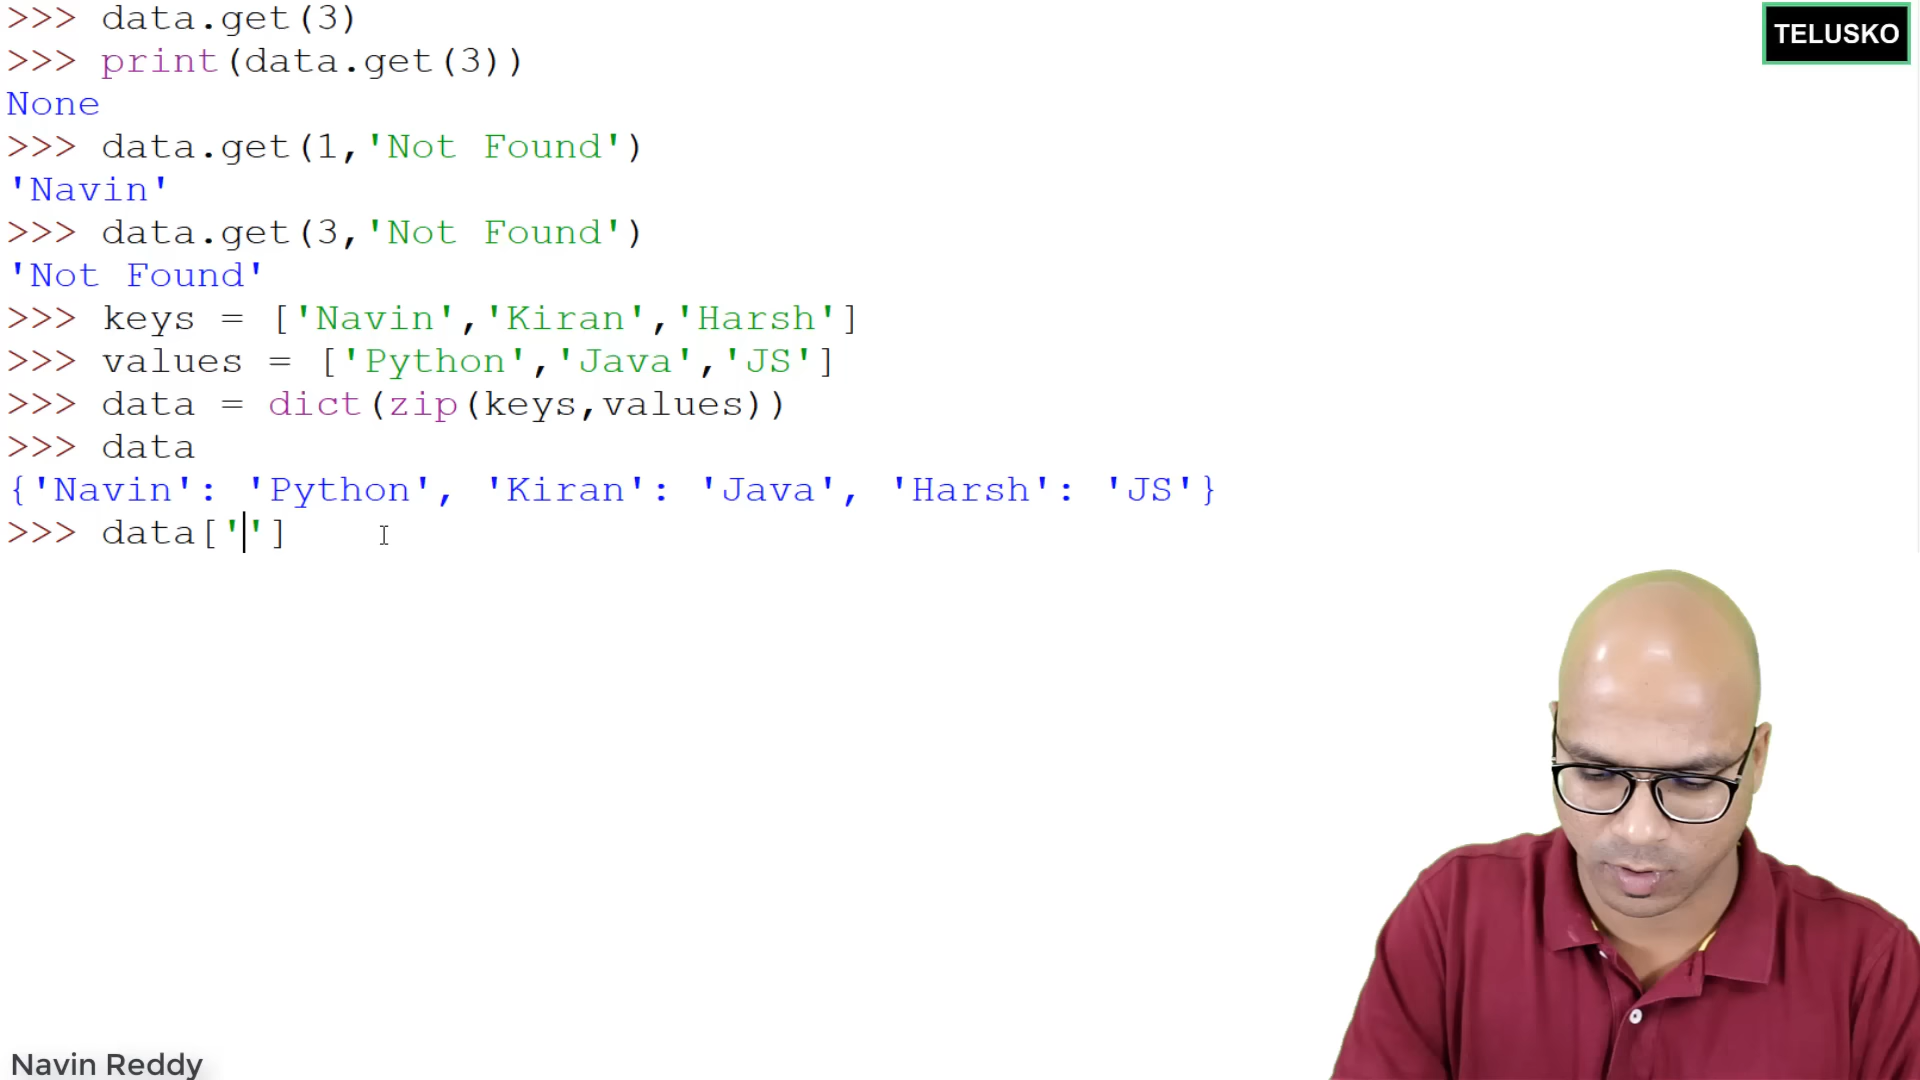 >>> data.get(3)
>>> print(data.get(3))
None
>>> data.get(1,'Not Found')
'Navin'
>>> data.get(3,'Not Found')
'Not Found'
>>> keys = ['Navin','Kiran','Harsh']
>>> values = ['Python','Java','JS']
>>> data = dict(zip(keys,values))
>>> data
{'Navin': 'Python', 'Kiran': 'Java', 'Harsh': 'JS'}
>>> data['']
TELUSKO
Navin Reddy